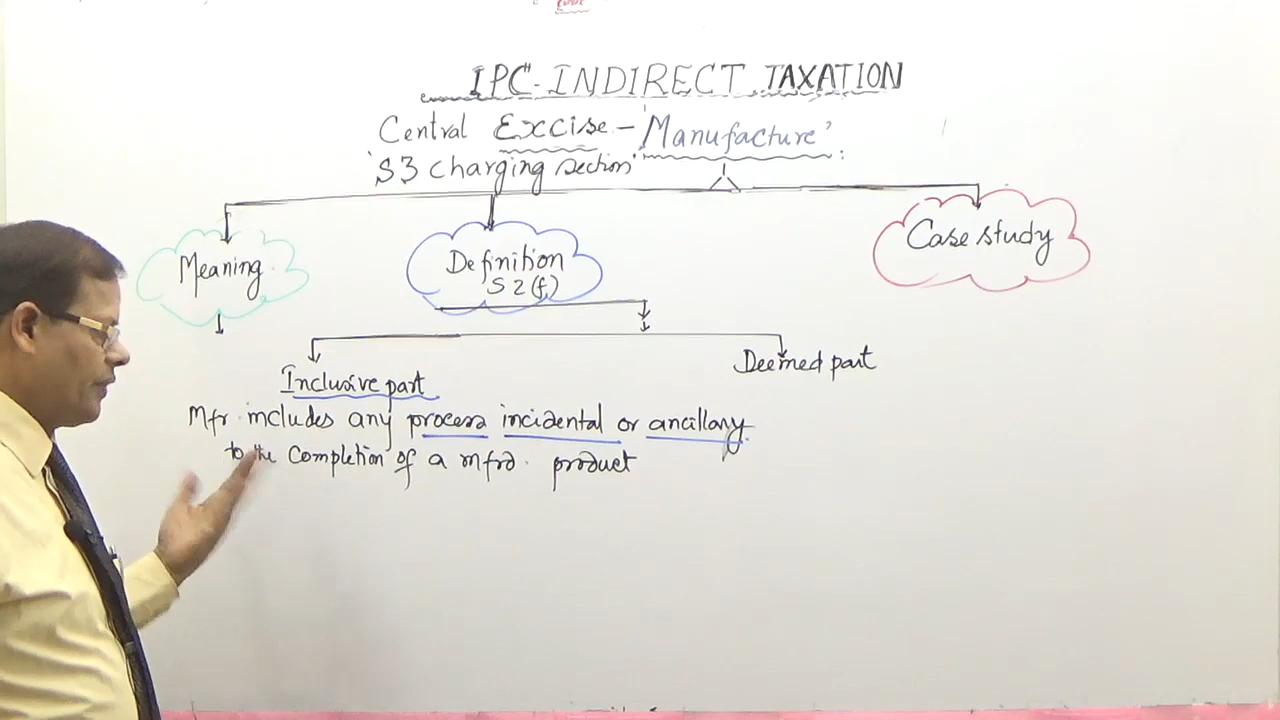 IPC-INDIRECT TAXATION
Central Excise - 'Manufacture'
'S3 charging section'
Meaning
Definition
S 2(f)
Case study
Inclusive part
Deemed part
Mfr includes any process incidental or ancillary
to the completion of a mfrd. product